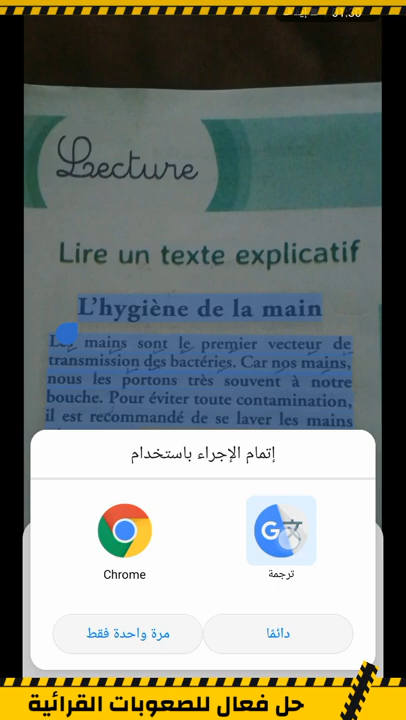 Lecture
Lire un texte explicatif
L'hygiène de la main
Les mains sont le premier vecteur de
transmission des bactéries. Car nos mains,
nous les portons très souvent à notre
bouche. Pour éviter toute contamination,
il est recommandé de se laver les mains
إتمام الإجراء باستخدام
Chrome
ترجمة
مرة واحدة فقط
دائمًا
حل فعال للصعوبات القرائية